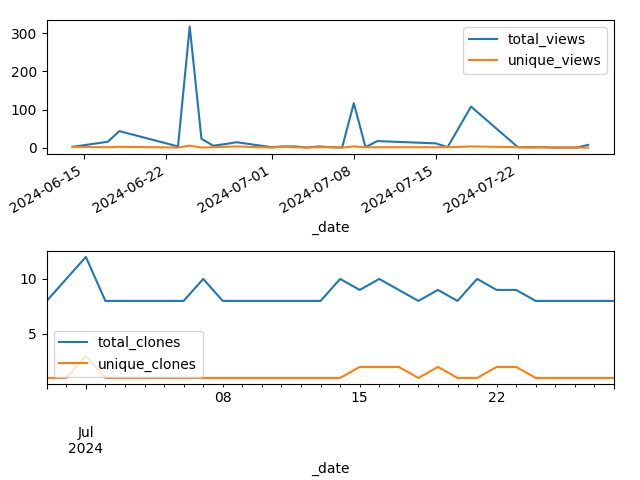 300
200
100
0
total_views
unique_views
2024-06-15
2024-06-22
2024-07-01
2024-07-08
2024-07-15
2024-07-22
_date
10
5
total_clones
unique_clones
08
15
22
Jul
2024
_date